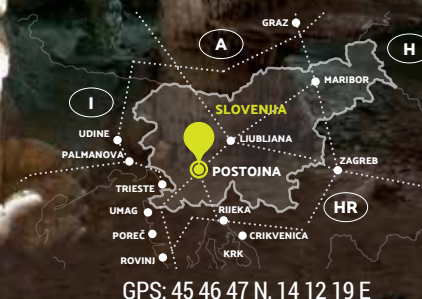 GRAZ
A
H
MARIBOR
I
SLOVENIJA
UDINE
LJUBLJANA
PALMANOVA
ZAGREB
POSTOJNA
TRIESTE
HR
UMAG
RIJEKA
POREČ
CRIKVENICA
KRK
ROVINJ
GPS: 45 46 47 N, 14 12 19 E